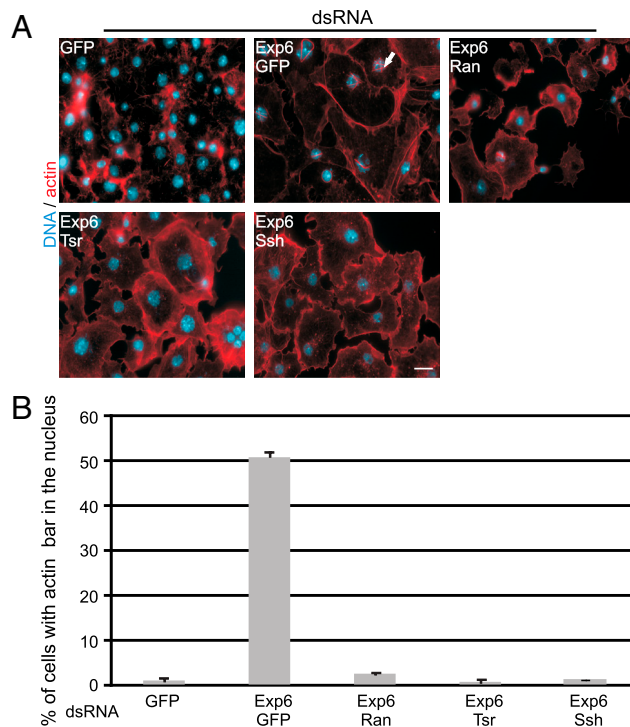 dsRNA
A
GFP
Exp6
GFP
Exp6
Ran
Exp6
Tsr
Exp6
Ssh
DNA / actin
B
% of cells with actin bar in the nucleus
60
50
40
30
20
10
0
dsRNA
GFP
Exp6
GFP
Exp6
Ran
Exp6
Tsr
Exp6
Ssh